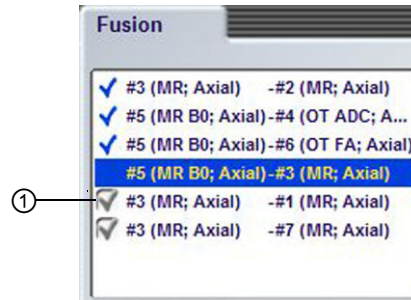 Fusion
#3 (MR; Axial) -#2 (MR; Axial)
#5 (MR B0; Axial)-#4 (OT ADC; A...
#5 (MR B0; Axial)-#6 (OT FA; Axial)
#5 (MR B0; Axial)-#3 (MR; Axial)
1 #3 (MR; Axial) -#1 (MR; Axial)
#3 (MR; Axial) -#7 (MR; Axial)